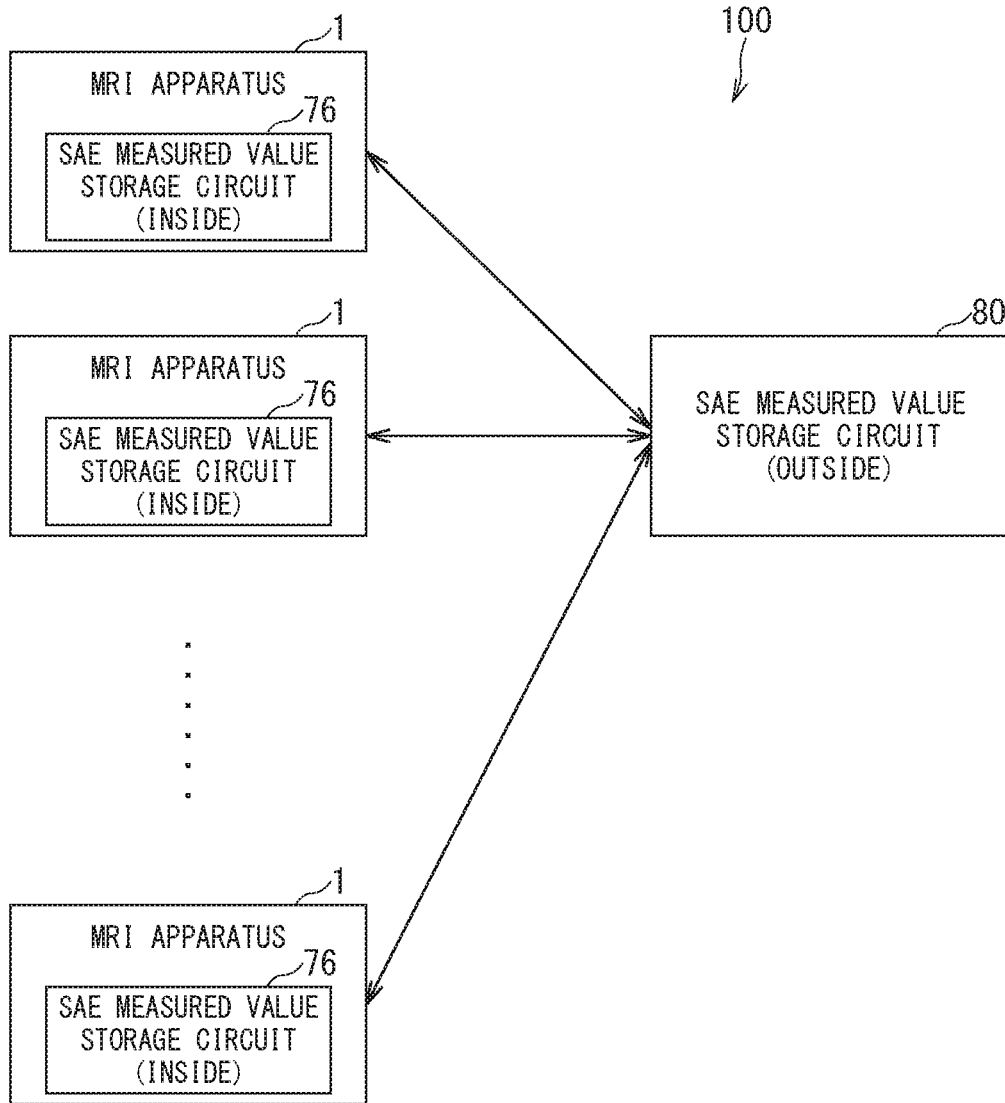 100
1
MRI APPARATUS
76
SAE MEASURED VALUE
STORAGE CIRCUIT
(INSIDE)
1
MRI APPARATUS
76
SAE MEASURED VALUE
STORAGE CIRCUIT
(INSIDE)
80
SAE MEASURED VALUE
STORAGE CIRCUIT
(OUTSIDE)
1
MRI APPARATUS
76
SAE MEASURED VALUE
STORAGE CIRCUIT
(INSIDE)